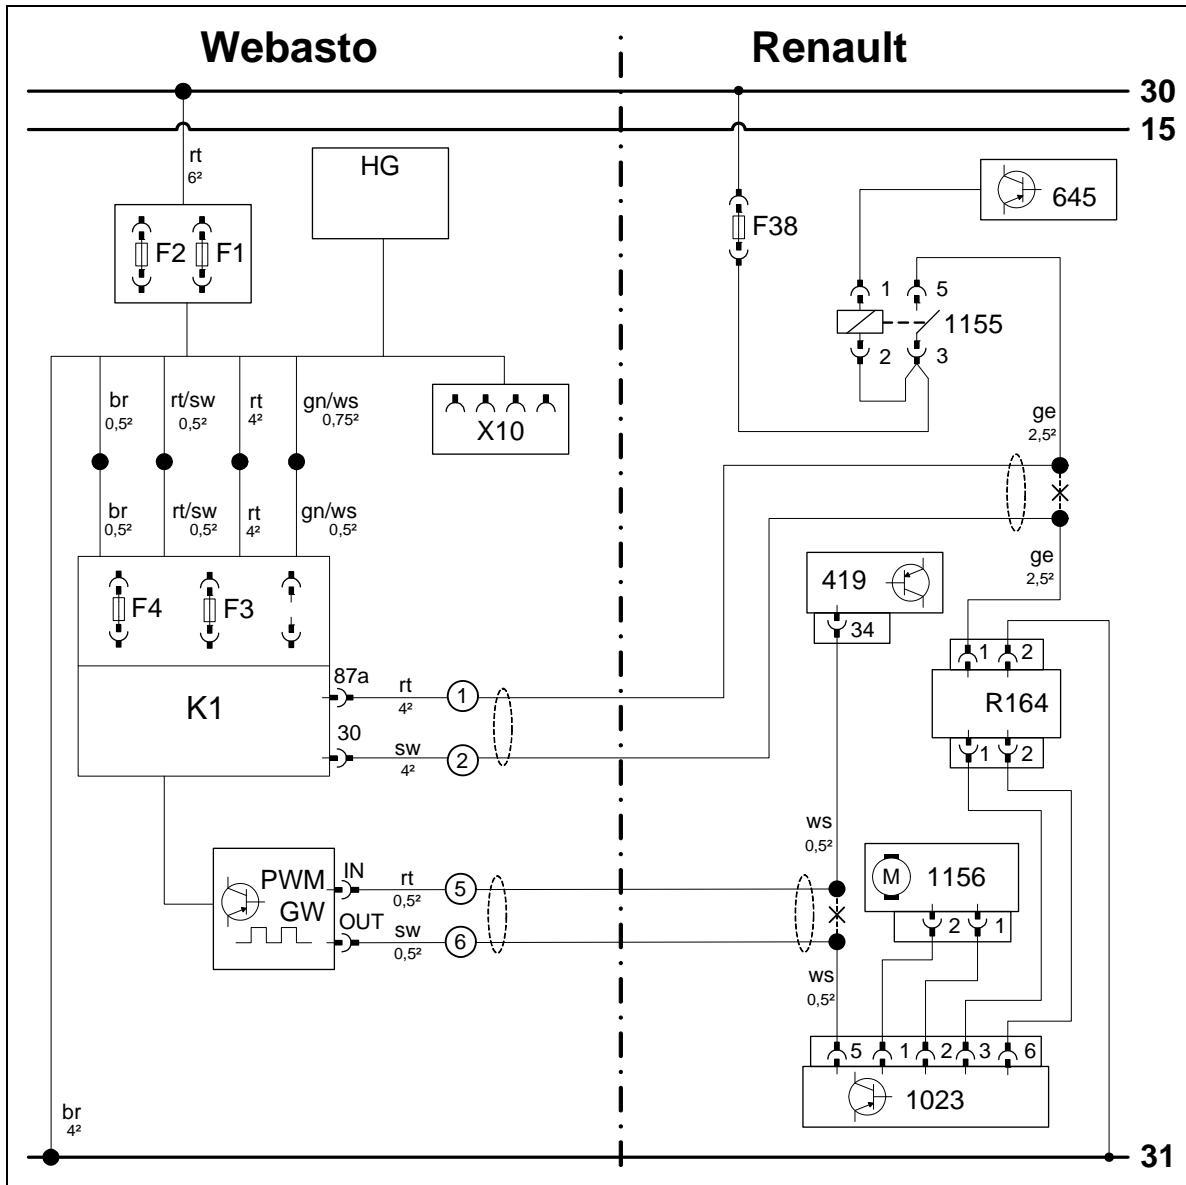 Webasto
Renault
30
15
rt
6²
HG
645
F2
F1
F38
1
5
1155
2
3
br
0,5²
rt/sw
0,5²
rt
4²
gn/ws
0,75²
X10
ge
2,5²
br
0,5²
rt/sw
0,5²
rt
4²
gn/ws
0,5²
ge
2,5²
419
34
F4
F3
1
2
87a
rt
4²
1
K1
R164
30
sw
4²
2
1
2
ws
0,5²
PWM
GW
IN
rt
0,5²
5
M
1156
OUT
sw
0,5²
6
2
1
ws
0,5²
5
1
2
3
6
1023
br
4²
31